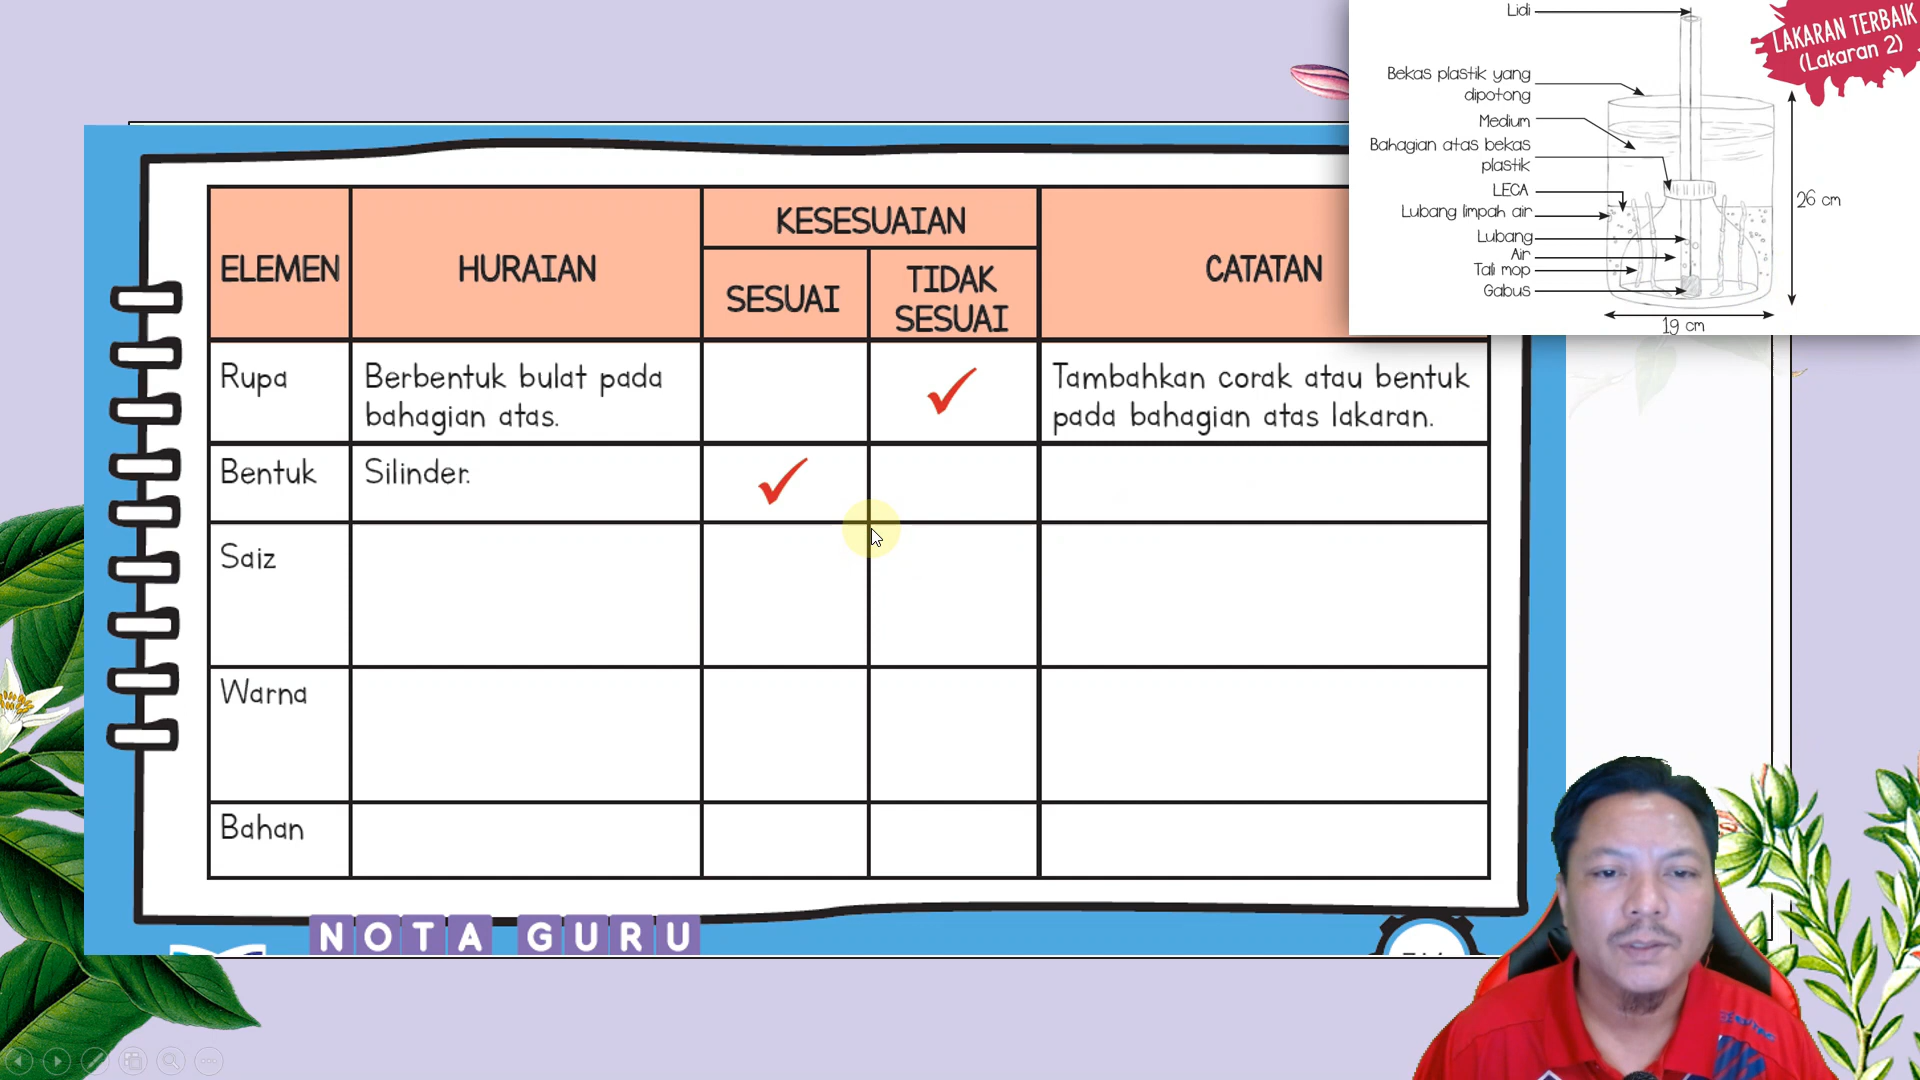 LAKARAN TERBAIK
(Lakaran 2)
Lidi
Bekas plastik yang
dipotong
Medium
Bahagian atas bekas
plastik
LECA
Lubang limpah air
Lubang
Air
Tali mop
Gabus
26 cm
19 cm
ELEMEN
HURAIAN
KESESUAIAN
SESUAI
TIDAK
SESUAI
CATATAN
Rupa
Berbentuk bulat pada
bahagian atas.
Tambahkan corak atau bentuk
pada bahagian atas lakaran.
Bentuk
Silinder.
Saiz
Warna
Bahan
NOTA GURU